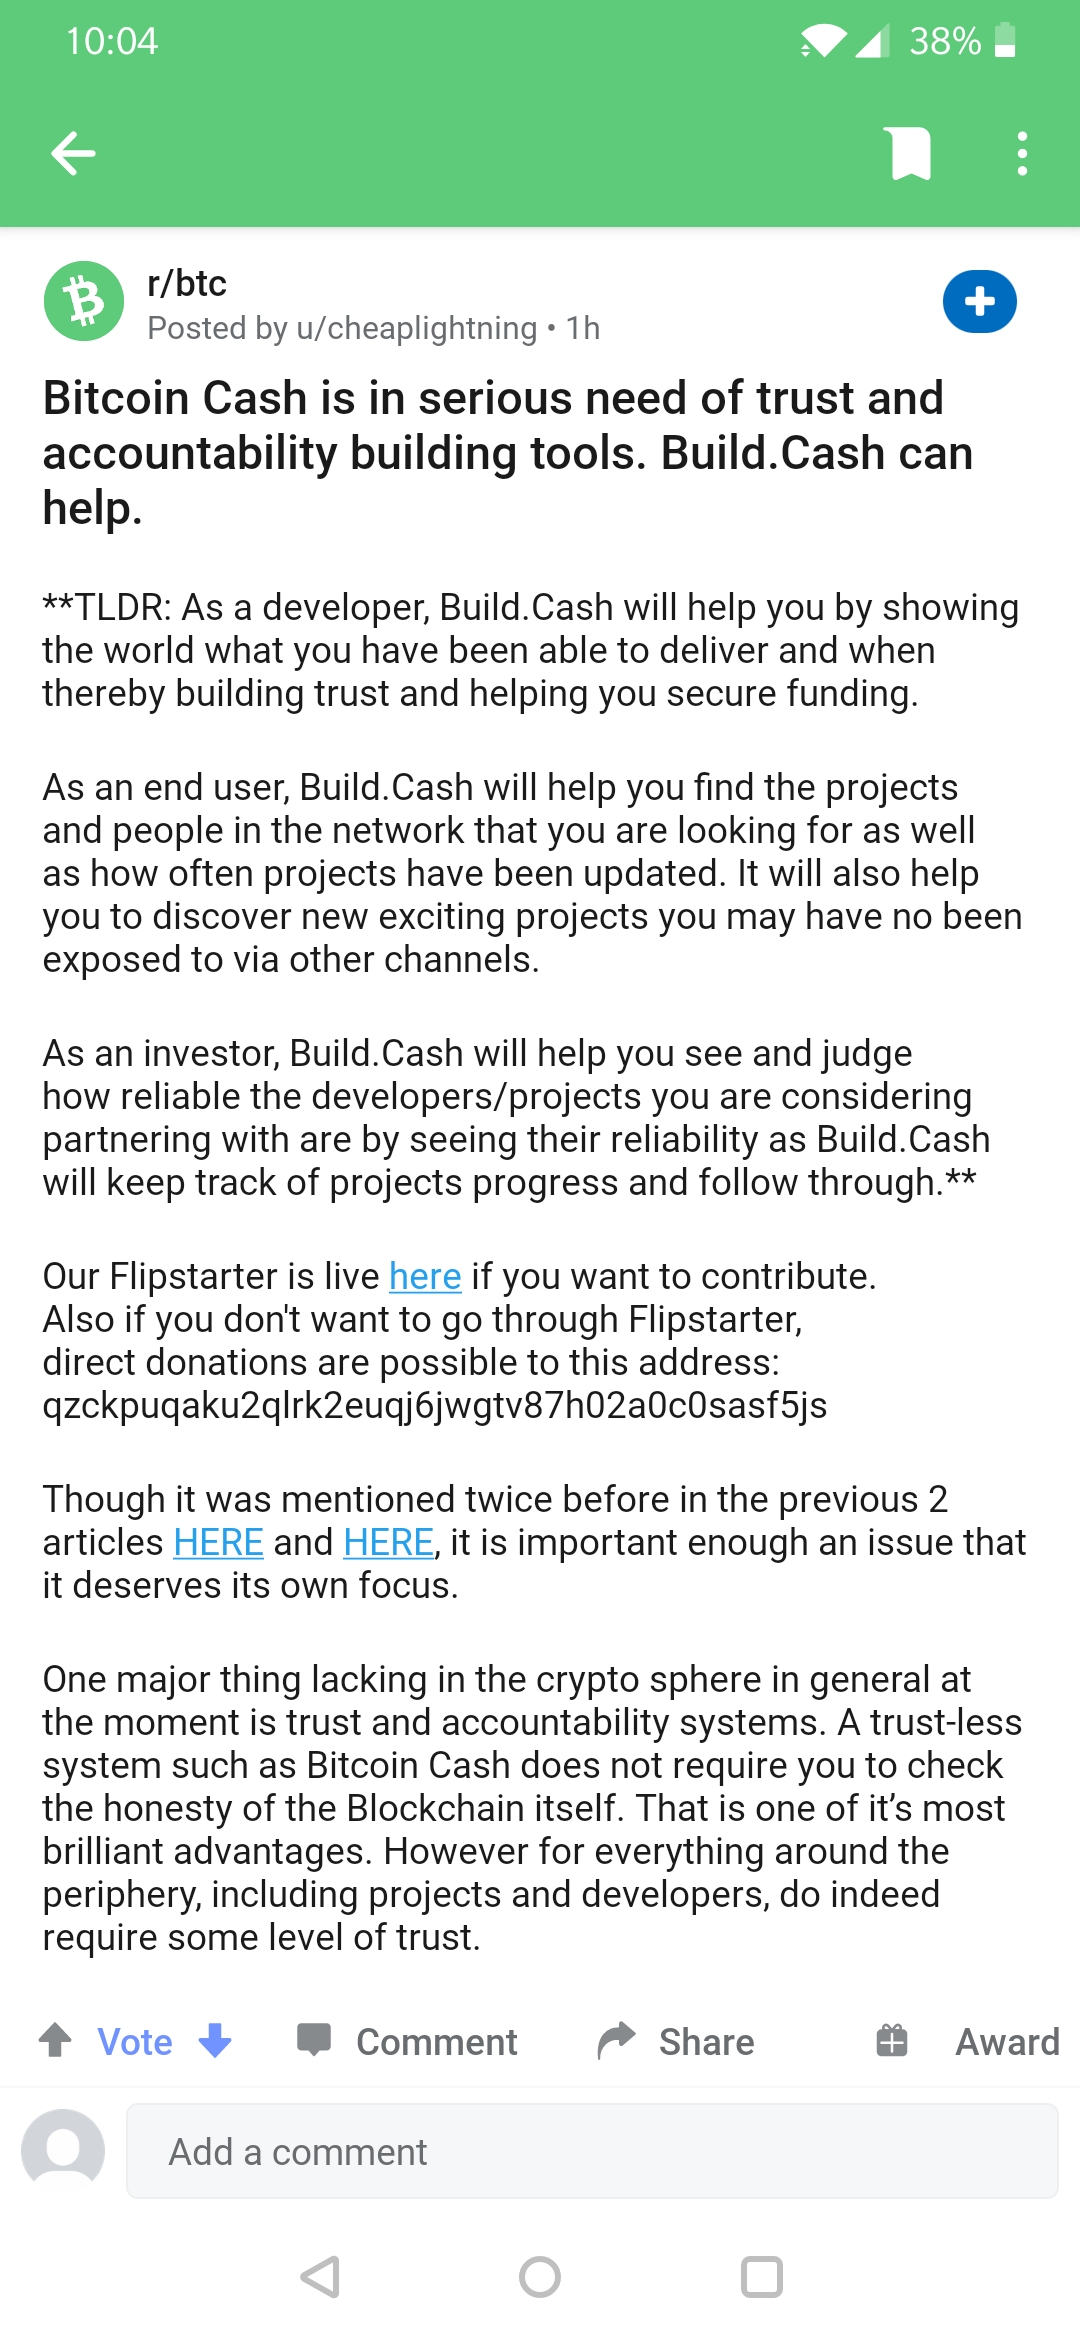 10:04
38%
r/btc
Posted by u/cheaplightning • 1h
Bitcoin Cash is in serious need of trust and
accountability building tools. Build.Cash can
help.
**TLDR: As a developer, Build.Cash will help you by showing
the world what you have been able to deliver and when
thereby building trust and helping you secure funding.
As an end user, Build.Cash will help you find the projects
and people in the network that you are looking for as well
as how often projects have been updated. It will also help
you to discover new exciting projects you may have no been
exposed to via other channels.
As an investor, Build.Cash will help you see and judge
how reliable the developers/projects you are considering
partnering with are by seeing their reliability as Build.Cash
will keep track of projects progress and follow through.**
Our Flipstarter is live here if you want to contribute.
Also if you don't want to go through Flipstarter,
direct donations are possible to this address:
qzckpuqaku2qlrk2euqj6jwgtv87h02a0c0sasf5js
Though it was mentioned twice before in the previous 2
articles HERE and HERE, it is important enough an issue that
it deserves its own focus.
One major thing lacking in the crypto sphere in general at
the moment is trust and accountability systems. A trust-less
system such as Bitcoin Cash does not require you to check
the honesty of the Blockchain itself. That is one of it’s most
brilliant advantages. However for everything around the
periphery, including projects and developers, do indeed
require some level of trust.
Vote Comment Share Award
Add a comment